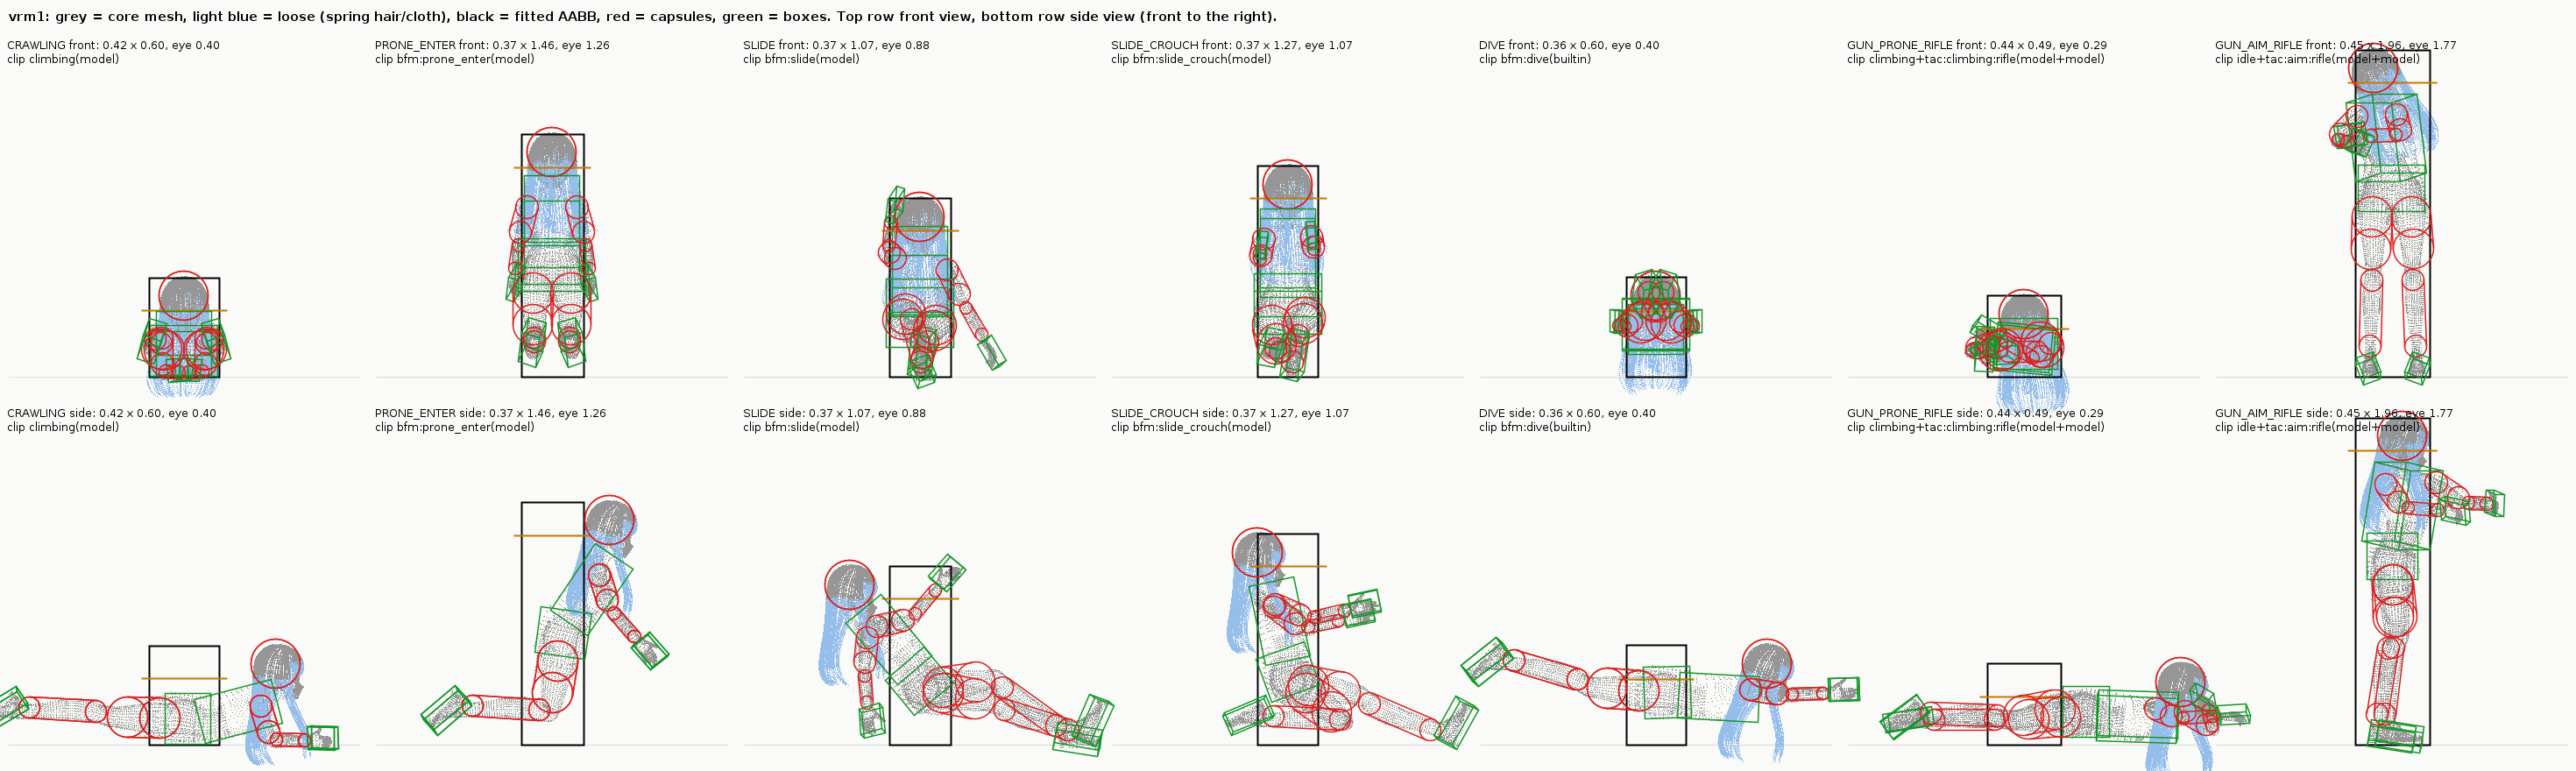 vrm1: grey = core mesh, light blue = loose (spring hair/cloth), black = fitted AABB, red = capsules, green = boxes. Top row front view, bottom row side view (front to the right).
CRAWLING front: 0.42 x 0.60, eye 0.40
clip climbing(model)
PRONE_ENTER front: 0.37 x 1.46, eye 1.26
clip bfm:prone_enter(model)
SLIDE front: 0.37 x 1.07, eye 0.88
clip bfm:slide(model)
SLIDE_CROUCH front: 0.37 x 1.27, eye 1.07
clip bfm:slide_crouch(model)
DIVE front: 0.36 x 0.60, eye 0.40
clip bfm:dive(builtin)
GUN_PRONE_RIFLE front: 0.44 x 0.49, eye 0.29
clip climbing+tac:climbing:rifle(model+model)
GUN_AIM_RIFLE front: 0.45 x 1.96, eye 1.77
clip idle+tac:aim:rifle(model+model)
CRAWLING side: 0.42 x 0.60, eye 0.40
clip climbing(model)
PRONE_ENTER side: 0.37 x 1.46, eye 1.26
clip bfm:prone_enter(model)
SLIDE side: 0.37 x 1.07, eye 0.88
clip bfm:slide(model)
SLIDE_CROUCH side: 0.37 x 1.27, eye 1.07
clip bfm:slide_crouch(model)
DIVE side: 0.36 x 0.60, eye 0.40
clip bfm:dive(builtin)
GUN_PRONE_RIFLE side: 0.44 x 0.49, eye 0.29
clip climbing+tac:climbing:rifle(model+model)
GUN_AIM_RIFLE side: 0.45 x 1.96, eye 1.77
clip idle+tac:aim:rifle(model+model)